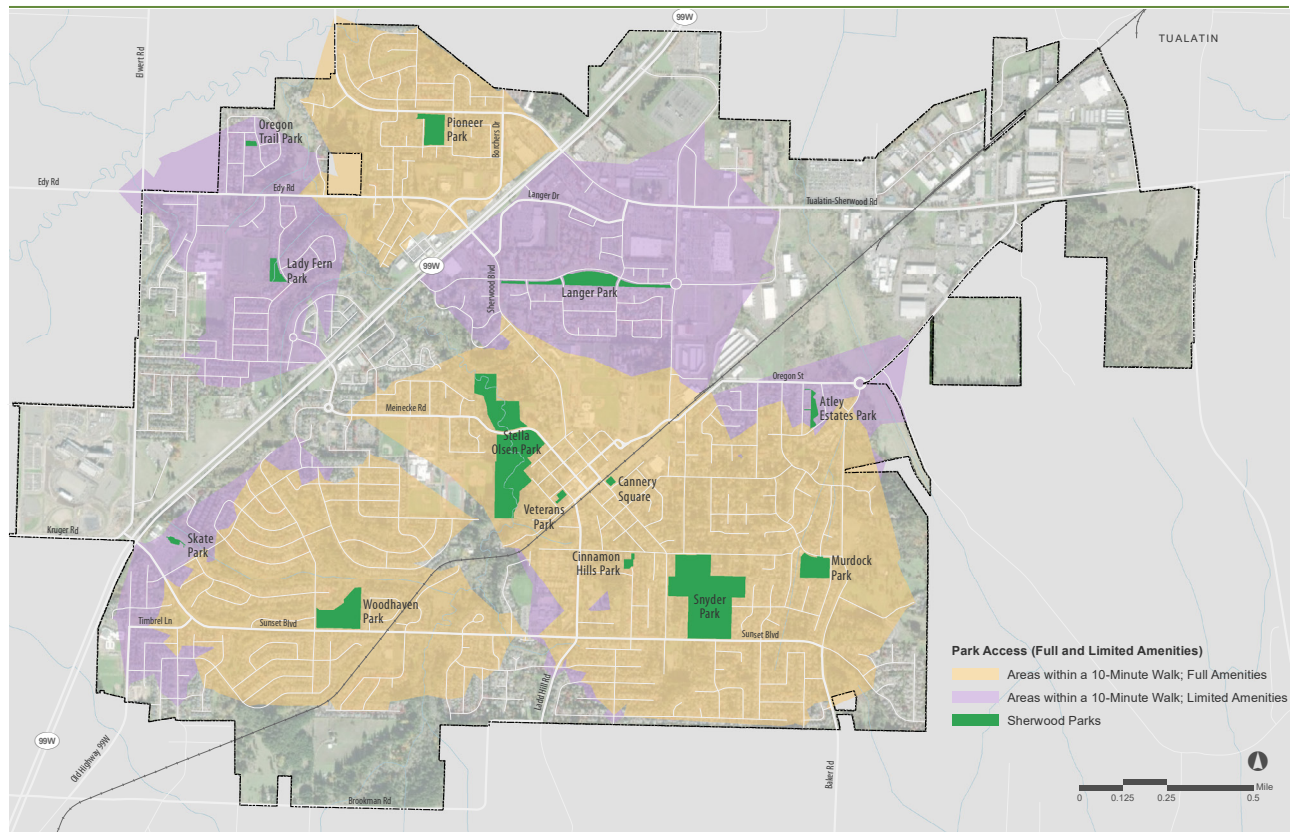 99W
TUALATIN
Elwert Rd
Oregon
Trail Park
Pioneer
Park
Borchers Dr
Edy Rd
Edy Rd
Langer Dr
Tualatin-Sherwood Rd
Lady Fern
Park
99W
Sherwood Blvd
Langer Park
Oregon St
Meinecke Rd
Atley
Estates Park
Stella
Olsen Park
Cannery
Square
Veterans
Park
Kruger Rd
Skate
Park
Cinnamon
Hills Park
Murdock
Park
Snyder
Park
Woodhaven
Park
Timbrel Ln
Sunset Blvd
Sunset Blvd
Ladd Hill Rd
Park Access (Full and Limited Amenities)
Areas within a 10-Minute Walk; Full Amenities
Areas within a 10-Minute Walk; Limited Amenities
Sherwood Parks
99W
Old Highway 99W
Baker Rd
Brookman Rd
Mile
0 0.125 0.25 0.5